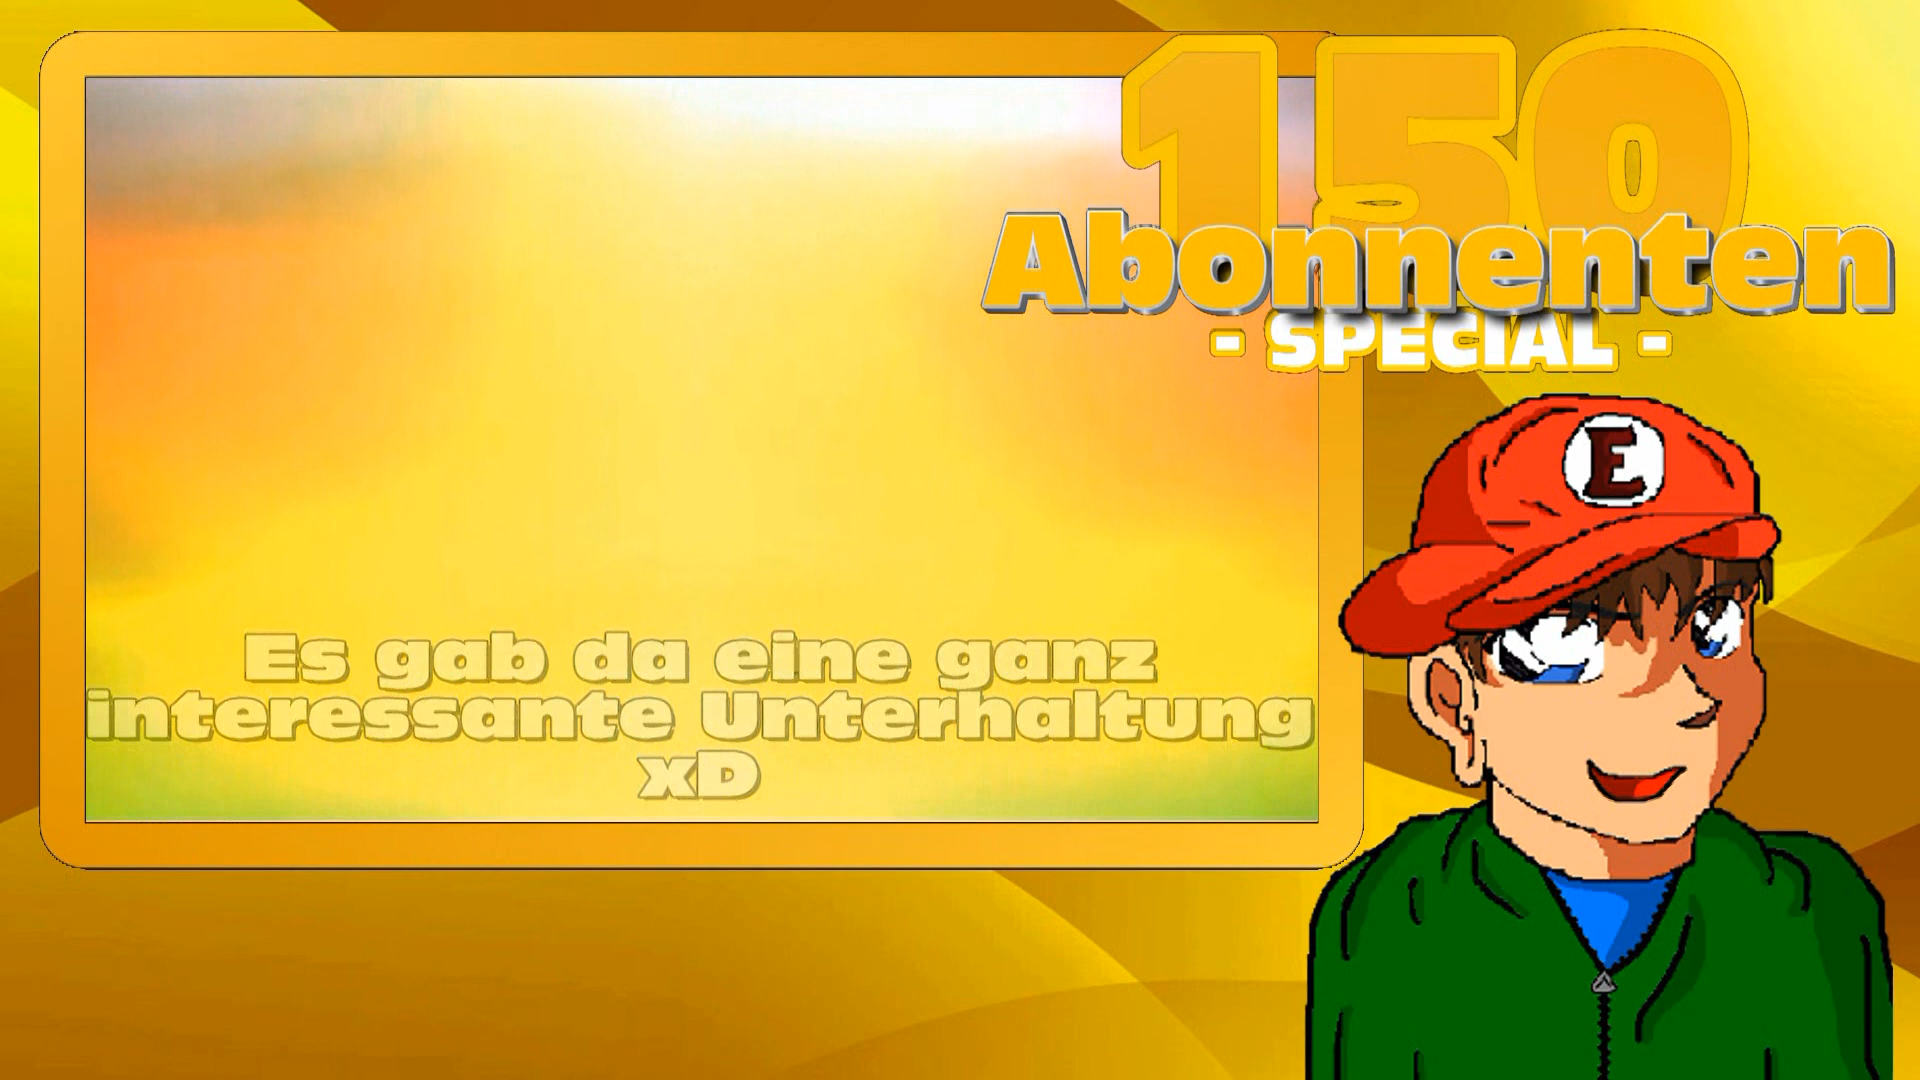 150
Abonnenten
- SPECIAL -
E
Es gab da eine ganz
interessante Unterhaltung
xD